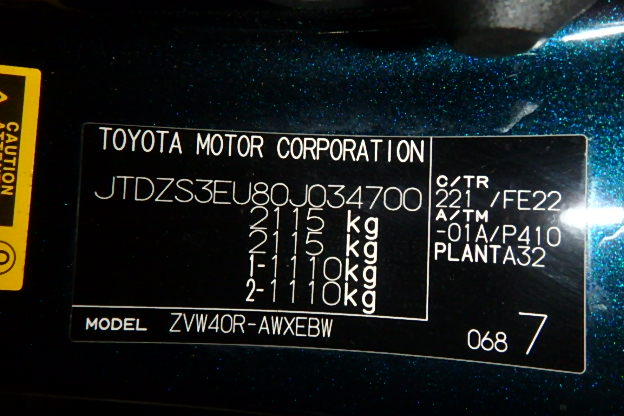 CAUTION
TOYOTA MOTOR CORPORATION
JTDZS3EU80J034700
2115 kg
2115 kg
1-1110kg
2-1110kg
C/TR
221 /FE22
A/TM
-01A/P410
PLANTA32
MODEL ZVW40R-AWXEBW
068 7